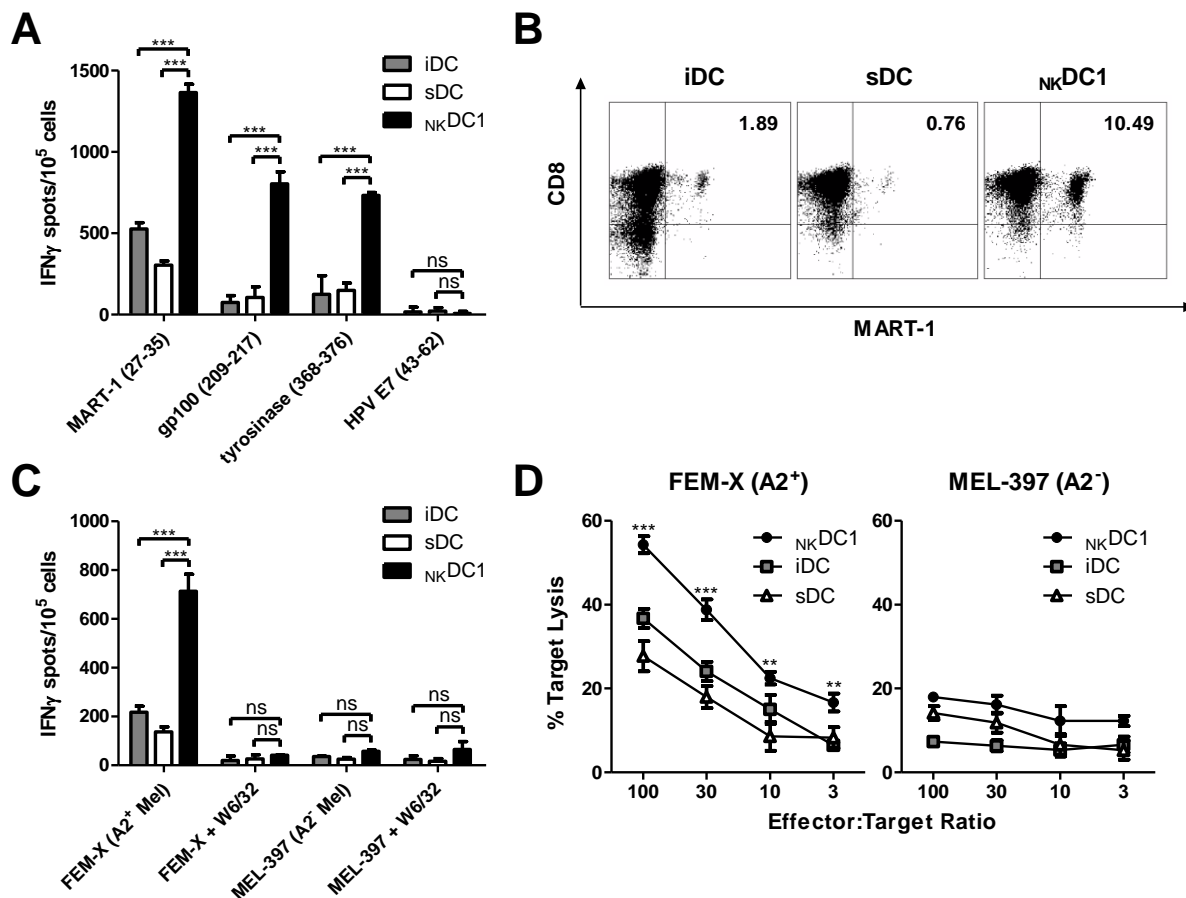 A
***
***
1500
1000
500
0
IFNγ spots/10⁵ cells
iDC
sDC
NKDC1
***
***
***
***
ns
ns
MART-1 (27-35)
gp100 (209-217)
tyrosinase (368-376)
HPV E7 (43-62)
B
iDC
sDC
NKDC1
1.89
0.76
10.49
CD8
MART-1
C
1000
800
600
400
200
0
IFNγ spots/10⁵ cells
***
***
iDC
sDC
NKDC1
ns
ns
ns
ns
ns
ns
FEM-X (A2⁺ Mel)
FEM-X + W6/32
MEL-397 (A2⁻ Mel)
MEL-397 + W6/32
D
FEM-X (A2⁺)
MEL-397 (A2⁻)
60
40
20
0
% Target Lysis
***
***
**
**
NKDC1
iDC
sDC
100
30
10
3
60
40
20
0
NKDC1
iDC
sDC
100
30
10
3
Effector:Target Ratio